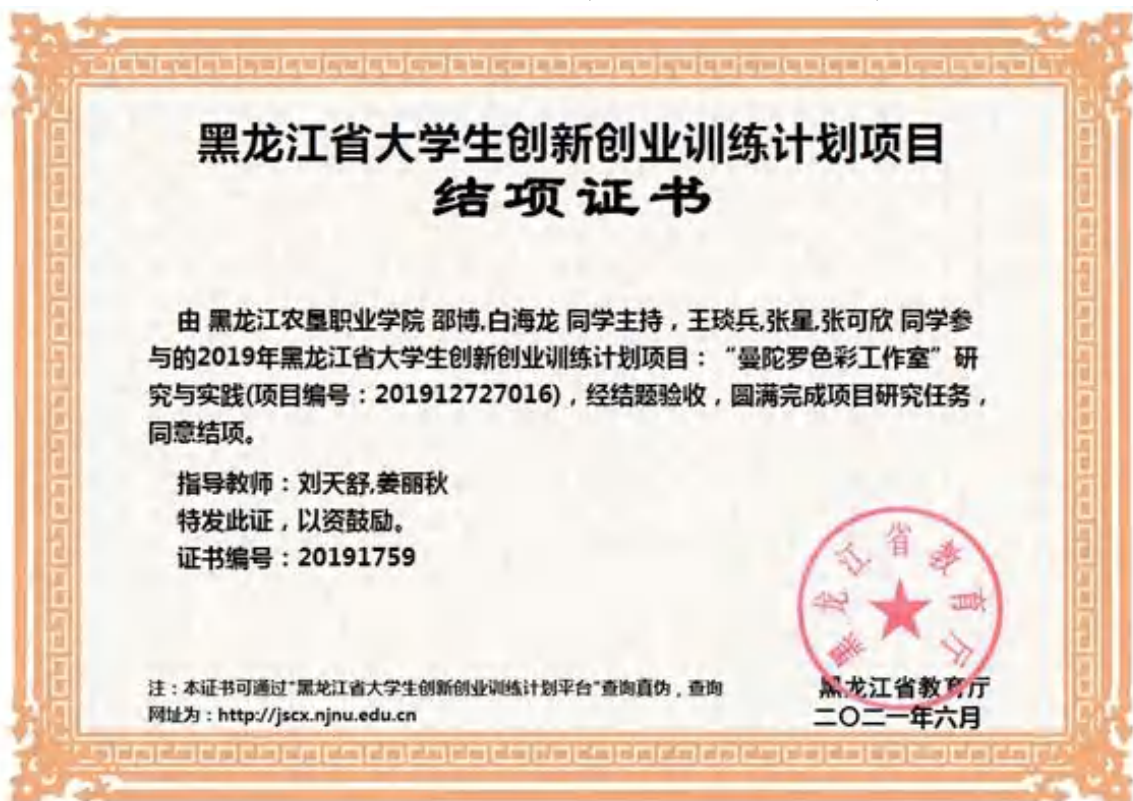 黑龙江省大学生创新创业训练计划项目
结项证书
由 黑龙江农垦职业学院 邵博,白海龙 同学主持，王琰兵,张星,张可欣 同学参
与的2019年黑龙江省大学生创新创业训练计划项目：“曼陀罗色彩工作室”研
究与实践(项目编号：201912727016)，经结题验收，圆满完成项目研究任务，
同意结项。
指导教师：刘天舒,姜丽秋
特发此证，以资鼓励。
证书编号：20191759
黑龙江省教育厅
注：本证书可通过"黑龙江省大学生创新创业训练计划平台"查询真伪，查询
网址为：http://jscx.njnu.edu.cn
黑龙江省教育厅
二〇二一年六月